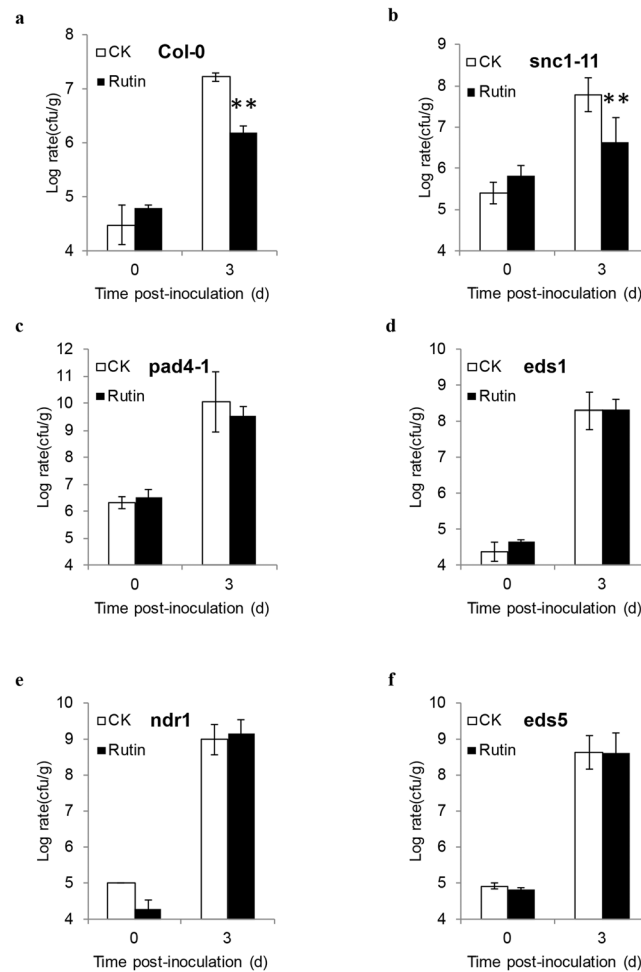 a
Col-0
CK
Rutin
**
Log rate(cfu/g)
8
7
6
5
4
0 3
Time post-inoculation (d)
b
snc1-11
CK
Rutin
**
Log rate(cfu/g)
9
8
7
6
5
4
0 3
Time post-inoculation (d)
c
pad4-1
CK
Rutin
Log rate(cfu/g)
12
11
10
9
8
7
6
5
4
0 3
Time post-inoculation (d)
d
eds1
CK
Rutin
Log rate(cfu/g)
10
9
8
7
6
5
4
0 3
Time post-inoculation (d)
e
ndr1
CK
Rutin
Log rate(cfu/g)
10
9
8
7
6
5
4
0 3
Time post-inoculation (d)
f
eds5
CK
Rutin
Log rate(cfu/g)
10
9
8
7
6
5
4
0 3
Time post-inoculation (d)